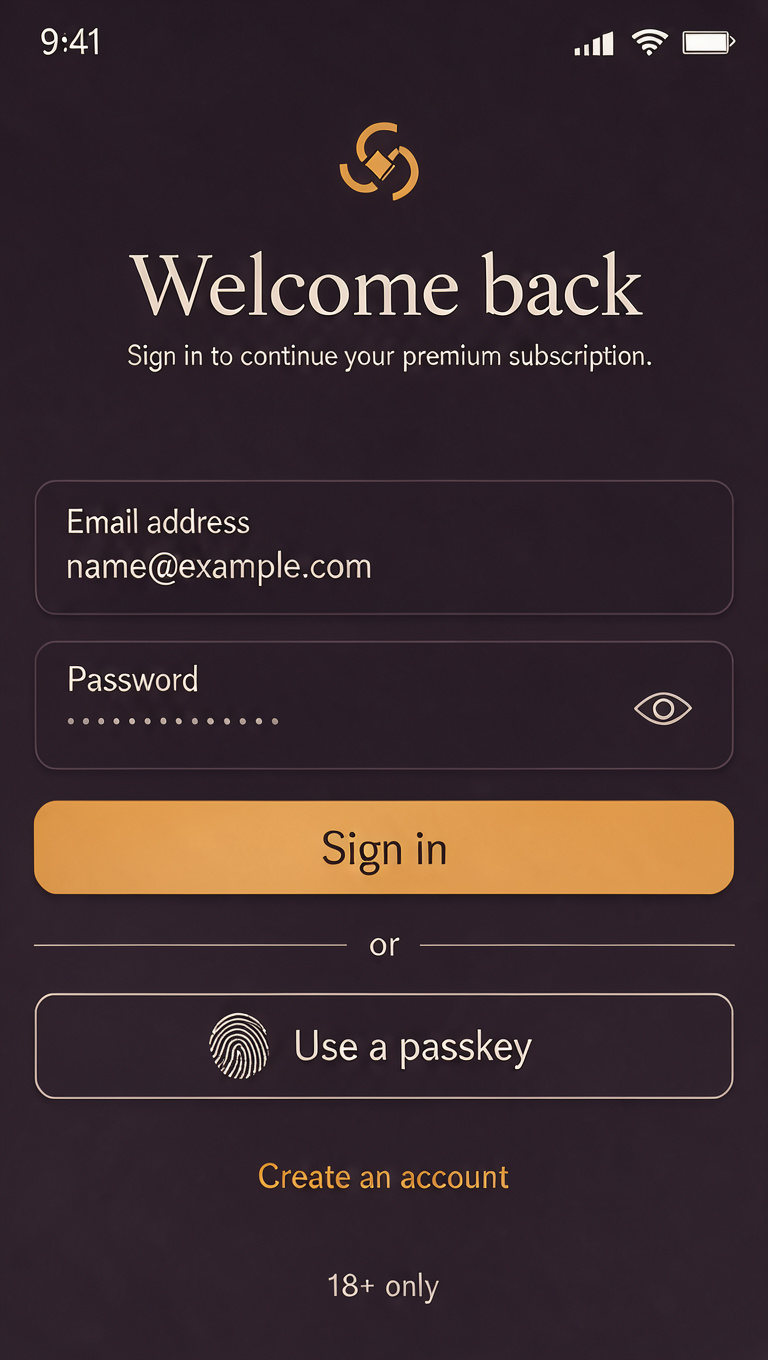 9:41
Welcome back
Sign in to continue your premium subscription.
Email address
name@example.com
Password
Sign in
or
Use a passkey
Create an account
18+ only